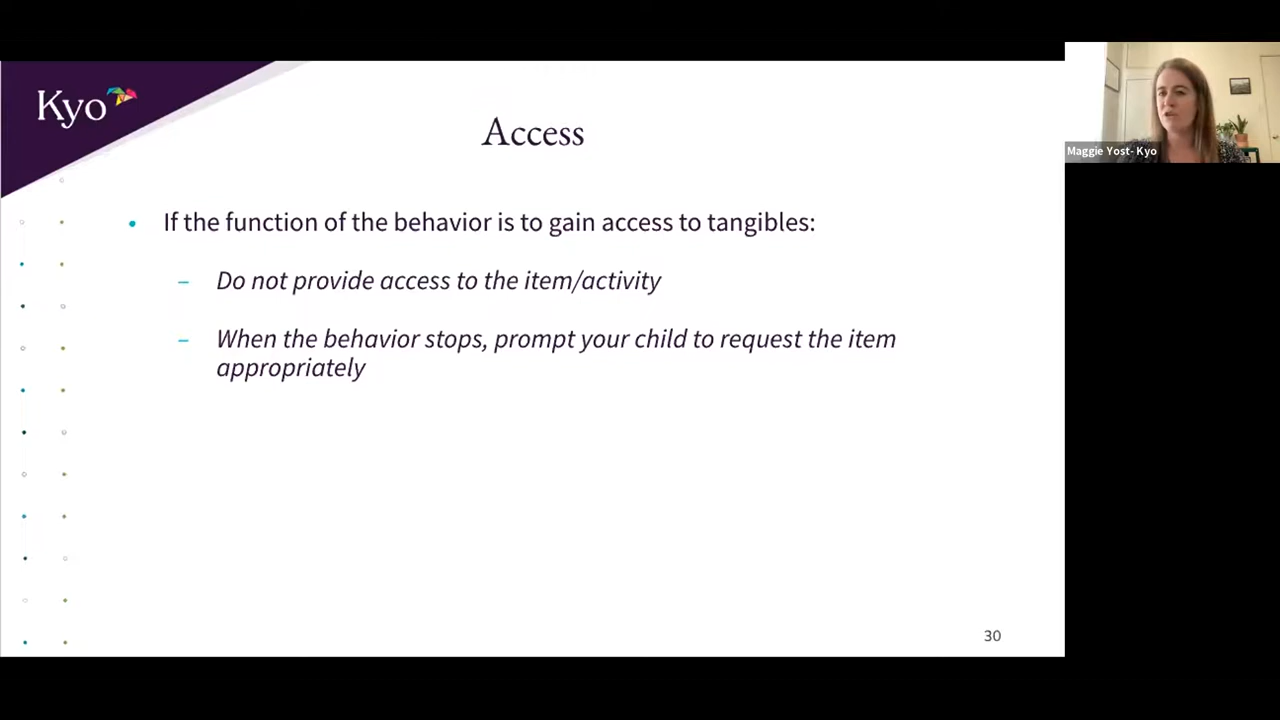 Kyo
Access
Maggie Yost- Kyo
• If the function of the behavior is to gain access to tangibles:
– Do not provide access to the item/activity
– When the behavior stops, prompt your child to request the item
appropriately
30